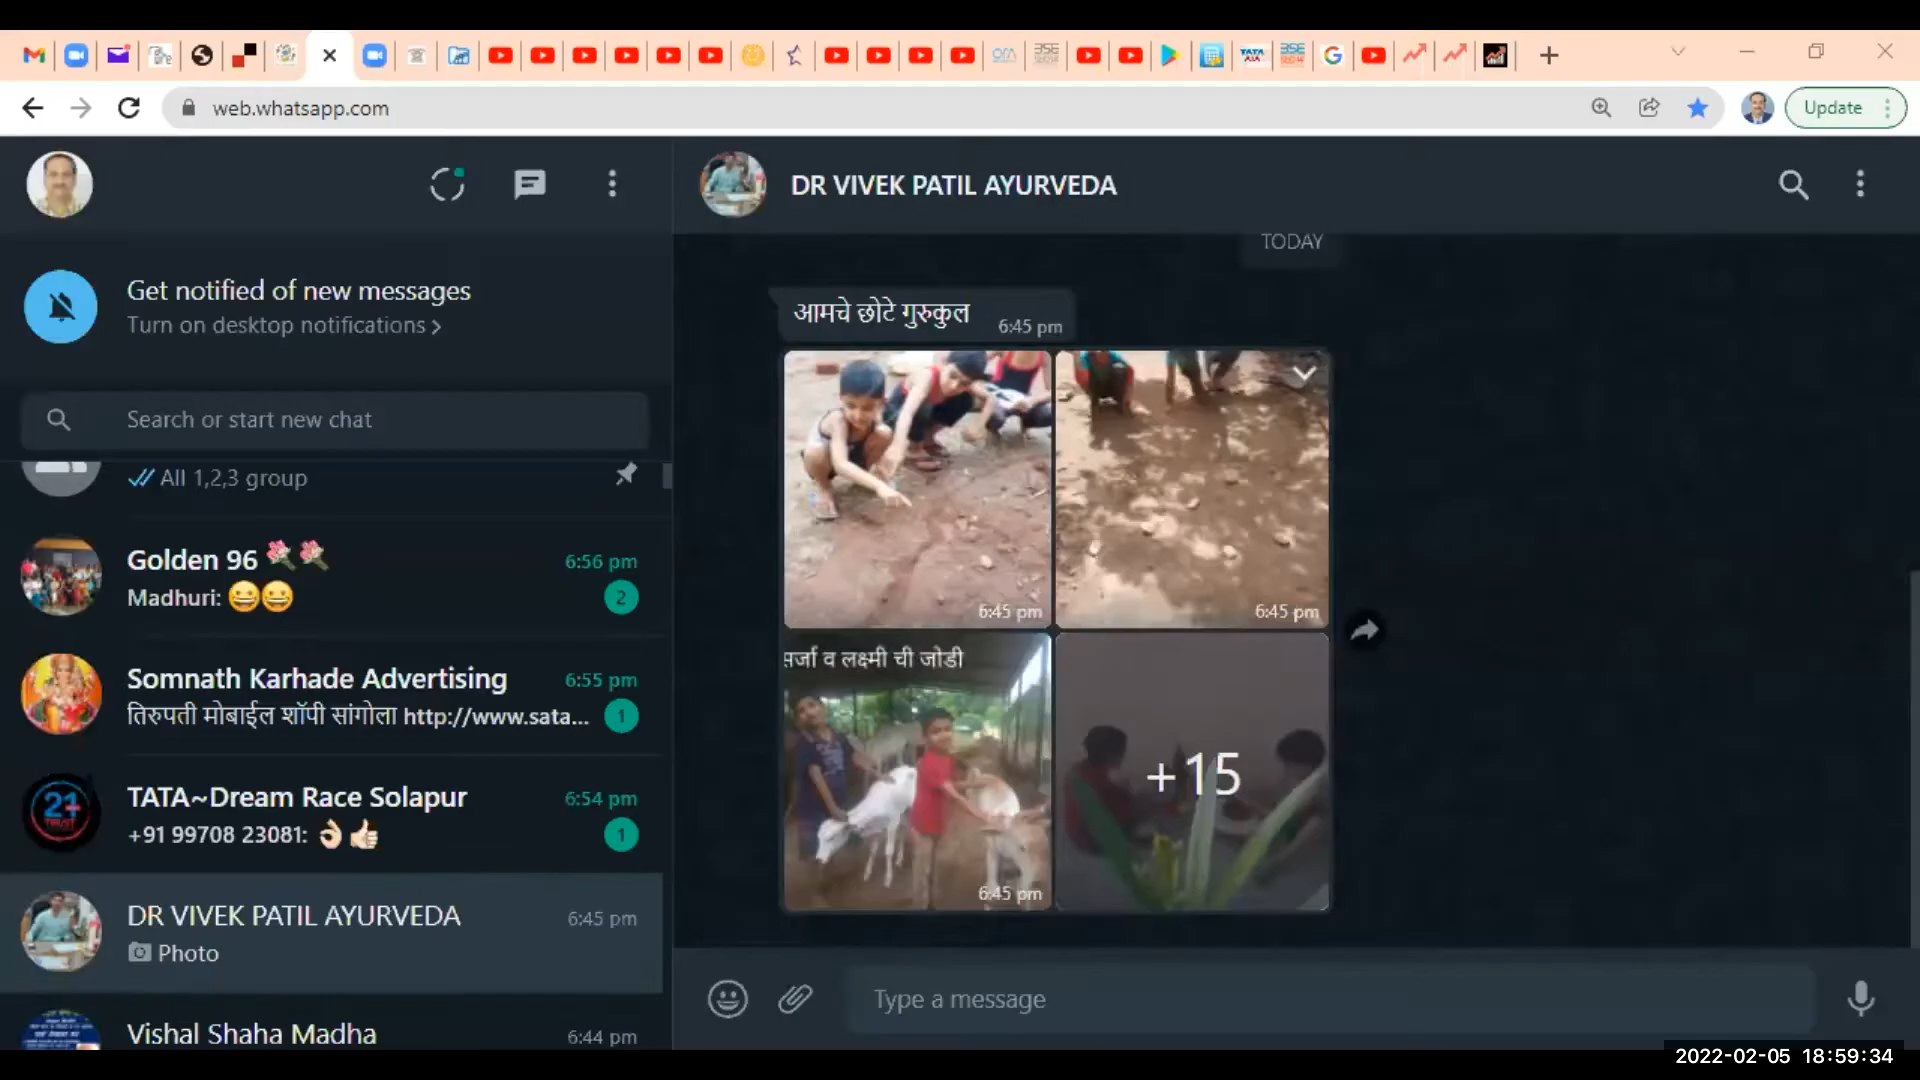 web.whatsapp.com
Update
Get notified of new messages
Turn on desktop notifications >
Search or start new chat
All 1,2,3 group
Golden 96
6:56 pm
Madhuri: 😀😀
2
Somnath Karhade Advertising
6:55 pm
तिरुपती मोबाईल शॉपी सांगोला http://www.sata...
1
TATA~Dream Race Solapur
6:54 pm
+91 99708 23081: 👌🏻👍🏻
1
DR VIVEK PATIL AYURVEDA
6:45 pm
Photo
Vishal Shaha Madha
6:44 pm
DR VIVEK PATIL AYURVEDA
TODAY
आमचे छोटे गुरुकुल
6:45 pm
6:45 pm
6:45 pm
सर्जा व लक्ष्मी ची जोडी
6:45 pm
+15
Type a message
2022-02-05 18:59:34